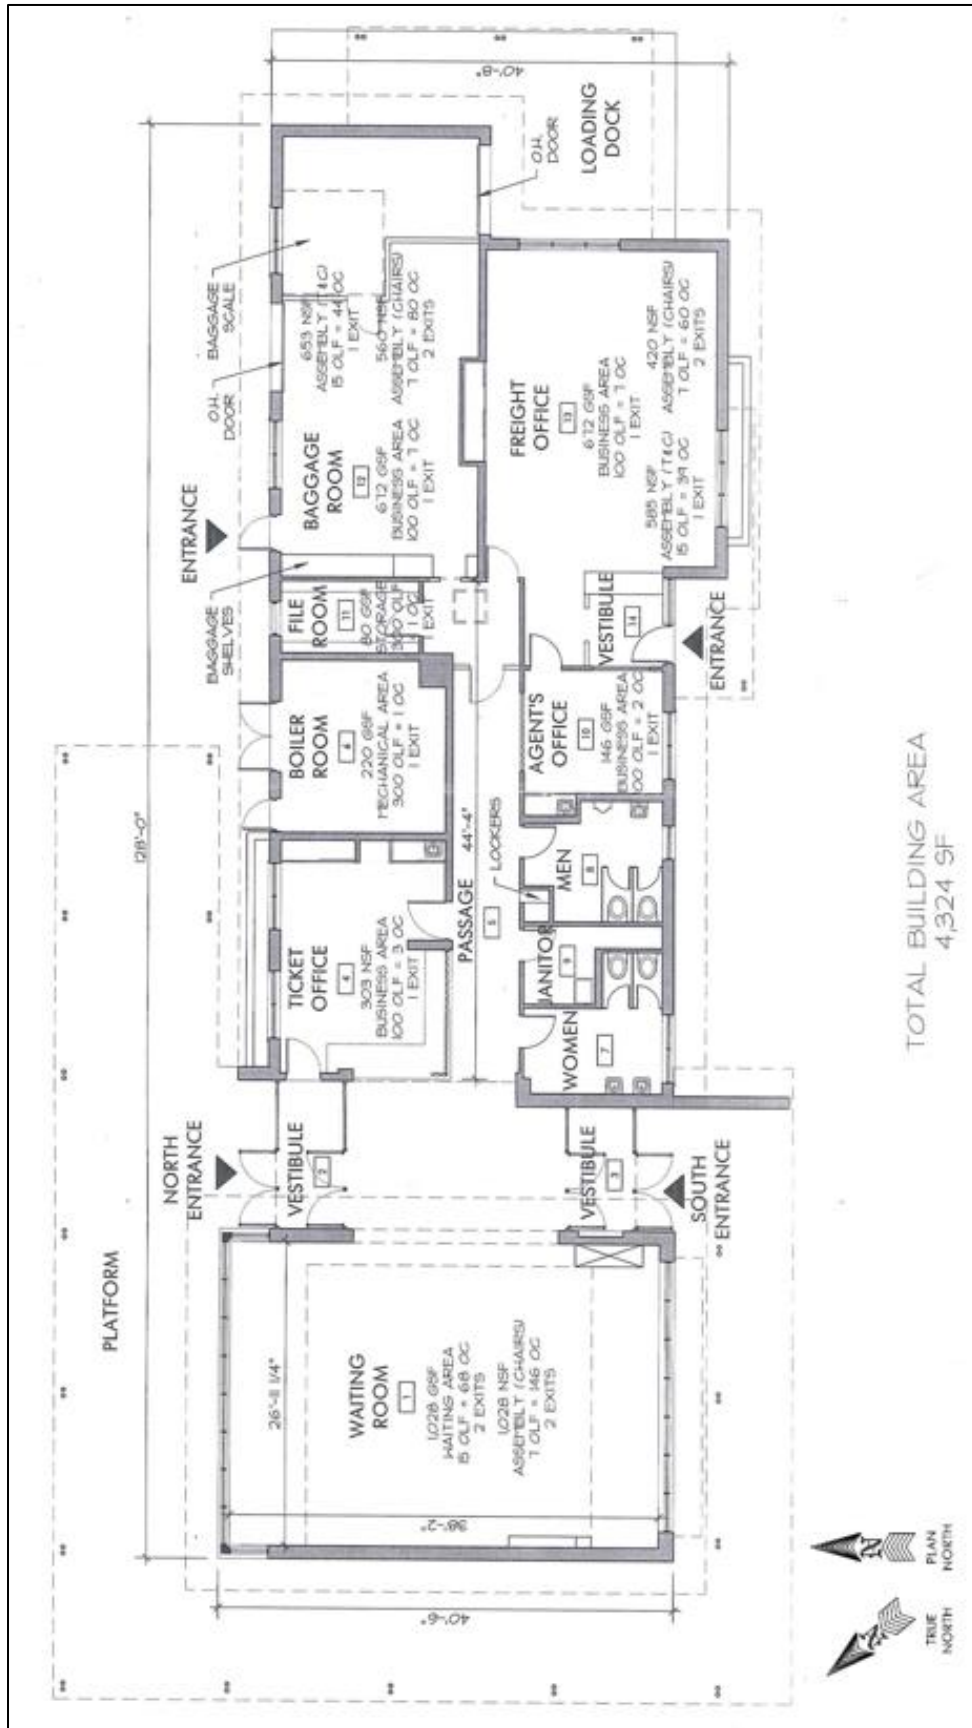 PLATFORM
128'-0"
NORTH
ENTRANCE
ENTRANCE
O.H.
DOOR
BAGGAGE
SCALE
BAGGAGE
SHELVES
40'-6"
38'-2"
26'-11 1/4"
WAITING
ROOM
1
1,028 GSF
WAITING AREA
15 OLF = 68 OC
2 EXITS
1,028 NSF
ASSEMBLY (CHAIRS)
7 OLF = 146 OC
2 EXITS
VESTIBULE
2
VESTIBULE
3
SOUTH
ENTRANCE
TICKET
OFFICE
4
303 NSF
BUSINESS AREA
100 OLF = 3 OC
1 EXIT
PASSAGE
5
44'-4"
LOCKERS
BOILER
ROOM
6
220 GSF
MECHANICAL AREA
300 OLF = 1 OC
1 EXIT
WOMEN
7
JANITOR
9
MEN
8
AGENT'S
OFFICE
10
146 GSF
BUSINESS AREA
100 OLF = 2 OC
1 EXIT
FILE
ROOM
11
80 GSF
STORAGE
300 OLF
= 1 OC
1 EXIT
BAGGAGE
ROOM
12
672 GSF
BUSINESS AREA
100 OLF = 7 OC
1 EXIT
653 NSF
ASSEMBLY (T&C)
15 OLF = 44 OC
1 EXIT
560 NSF
ASSEMBLY (CHAIRS)
7 OLF = 80 OC
2 EXITS
FREIGHT
OFFICE
13
672 GSF
BUSINESS AREA
100 OLF = 7 OC
1 EXIT
585 NSF
ASSEMBLY (T&C)
15 OLF = 39 OC
1 EXIT
420 NSF
ASSEMBLY (CHAIRS)
7 OLF = 60 OC
2 EXITS
VESTIBULE
14
ENTRANCE
O.H.
DOOR
LOADING
DOCK
40'-8"
TOTAL BUILDING AREA
4,324 SF
TRUE
NORTH
N
PLAN
NORTH
N